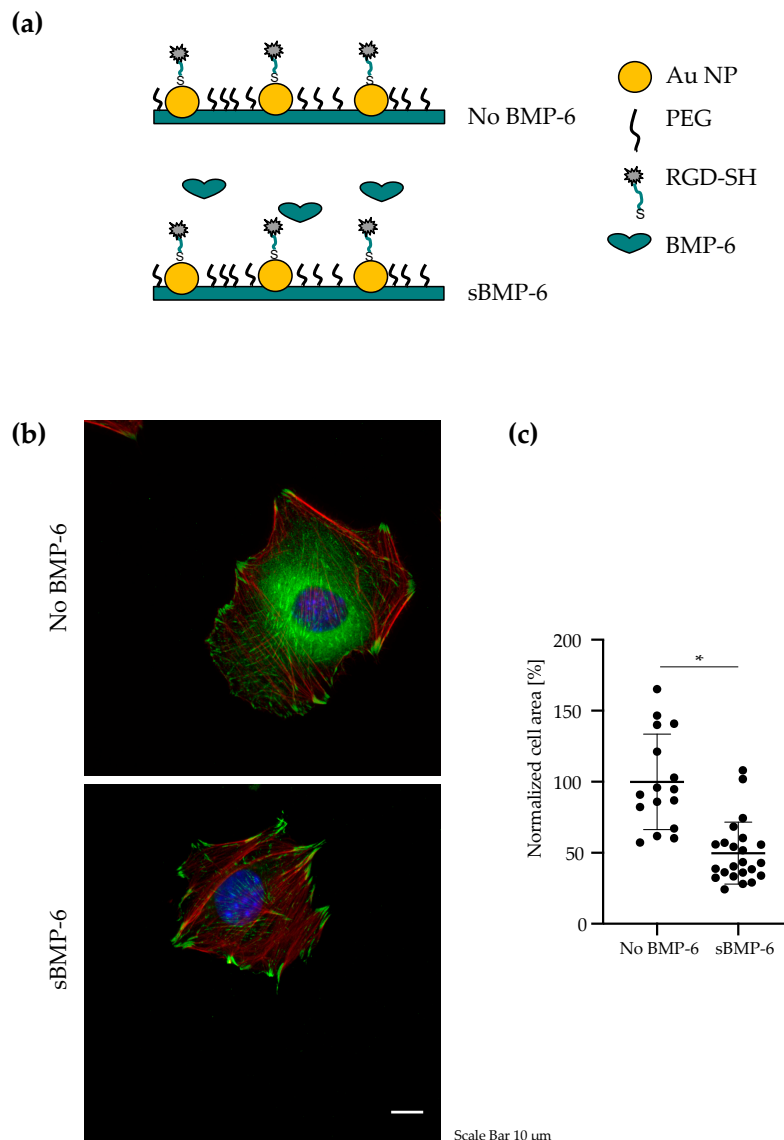 (a)
S
S
S
No BMP-6
S
S
S
sBMP-6
Au NP
PEG
RGD-SH
S
BMP-6
(b)
No BMP-6
sBMP-6
Scale Bar 10 μm
(c)
Normalized cell area [%]
200
150
100
50
0
*
No BMP-6
sBMP-6